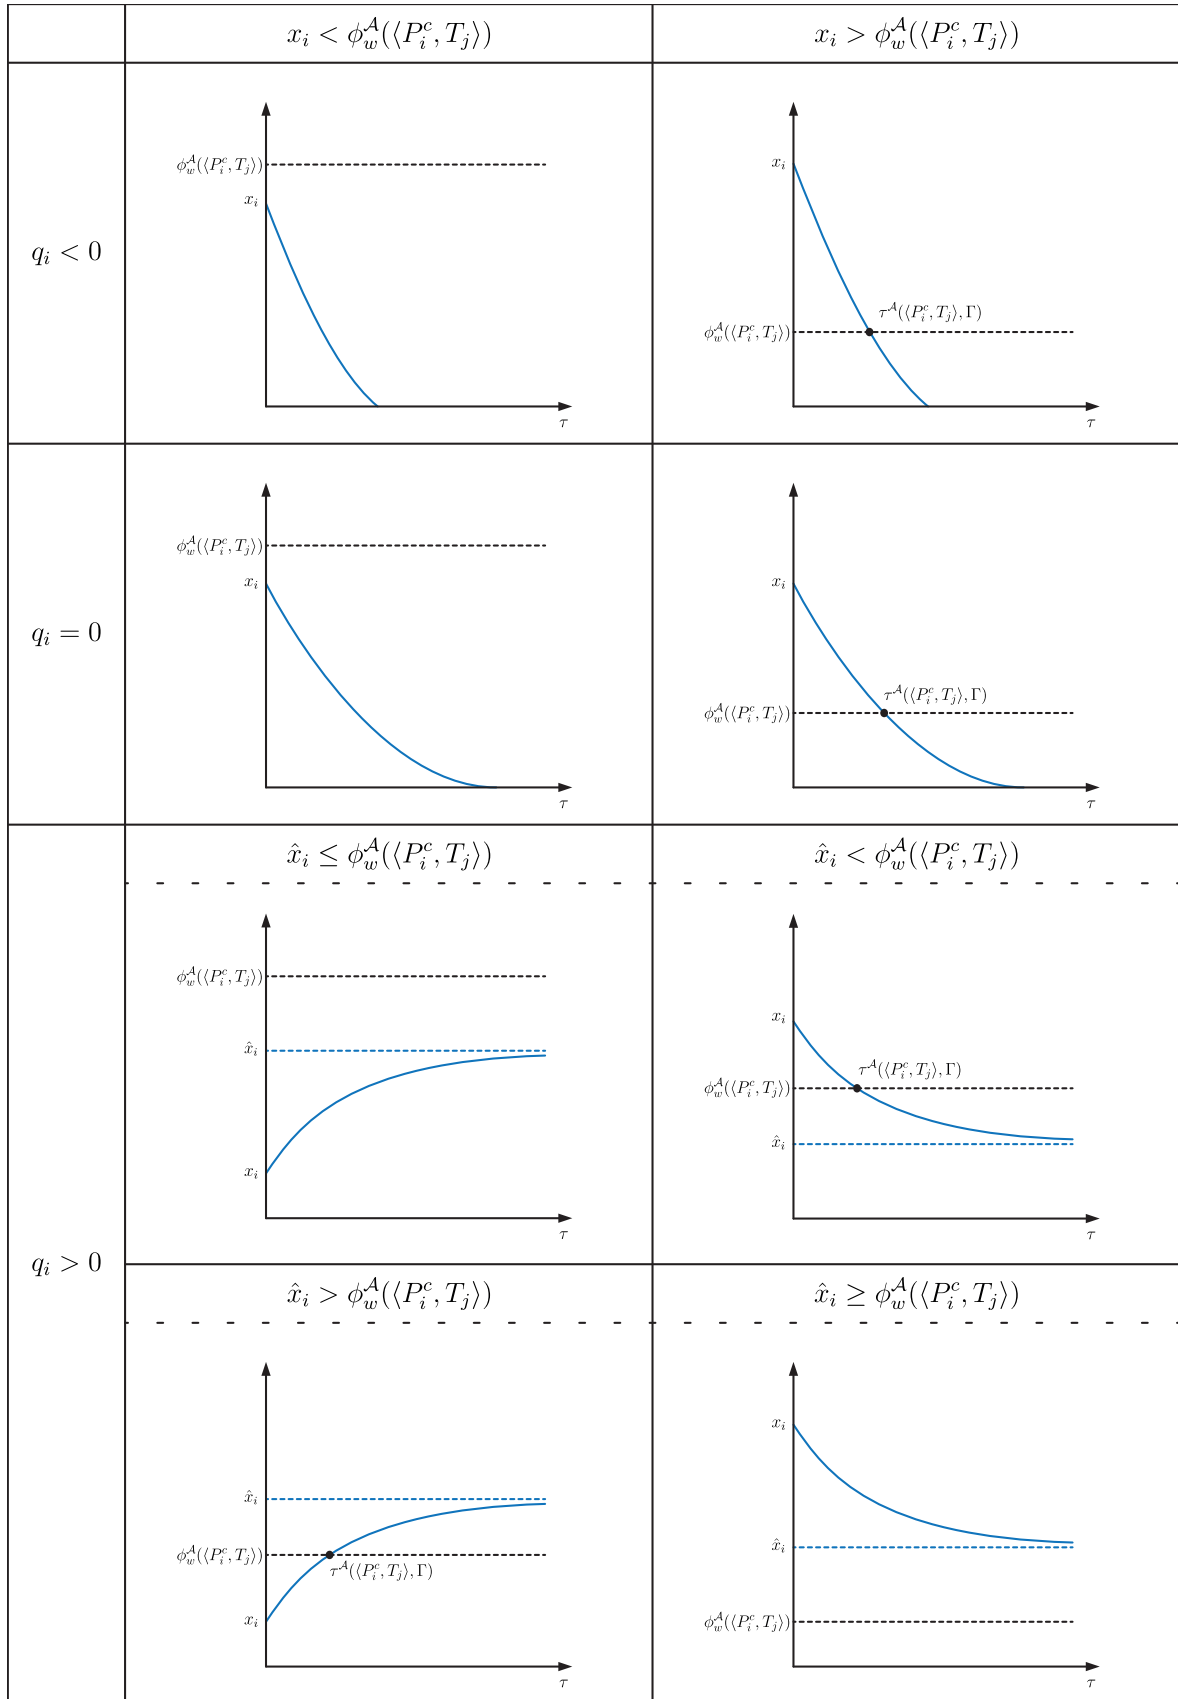 x_i < φ_w^𝒜(⟨P_i^c, T_j⟩) x_i > φ_w^𝒜(⟨P_i^c, T_j⟩)
q_i < 0
φ_w^𝒜(⟨P_i^c, T_j⟩)
x_i
τ
x_i
τ^𝒜(⟨P_i^c, T_j⟩, Γ)
φ_w^𝒜(⟨P_i^c, T_j⟩)
τ
q_i = 0
φ_w^𝒜(⟨P_i^c, T_j⟩)
x_i
τ
x_i
τ^𝒜(⟨P_i^c, T_j⟩, Γ)
φ_w^𝒜(⟨P_i^c, T_j⟩)
τ
q_i > 0
x̂_i ≤ φ_w^𝒜(⟨P_i^c, T_j⟩) x̂_i < φ_w^𝒜(⟨P_i^c, T_j⟩)
φ_w^𝒜(⟨P_i^c, T_j⟩)
x̂_i
x_i
τ
x_i
τ^𝒜(⟨P_i^c, T_j⟩, Γ)
φ_w^𝒜(⟨P_i^c, T_j⟩)
x̂_i
τ
x̂_i > φ_w^𝒜(⟨P_i^c, T_j⟩) x̂_i ≥ φ_w^𝒜(⟨P_i^c, T_j⟩)
x̂_i
φ_w^𝒜(⟨P_i^c, T_j⟩)
τ^𝒜(⟨P_i^c, T_j⟩, Γ)
x_i
τ
x_i
x̂_i
φ_w^𝒜(⟨P_i^c, T_j⟩)
τ